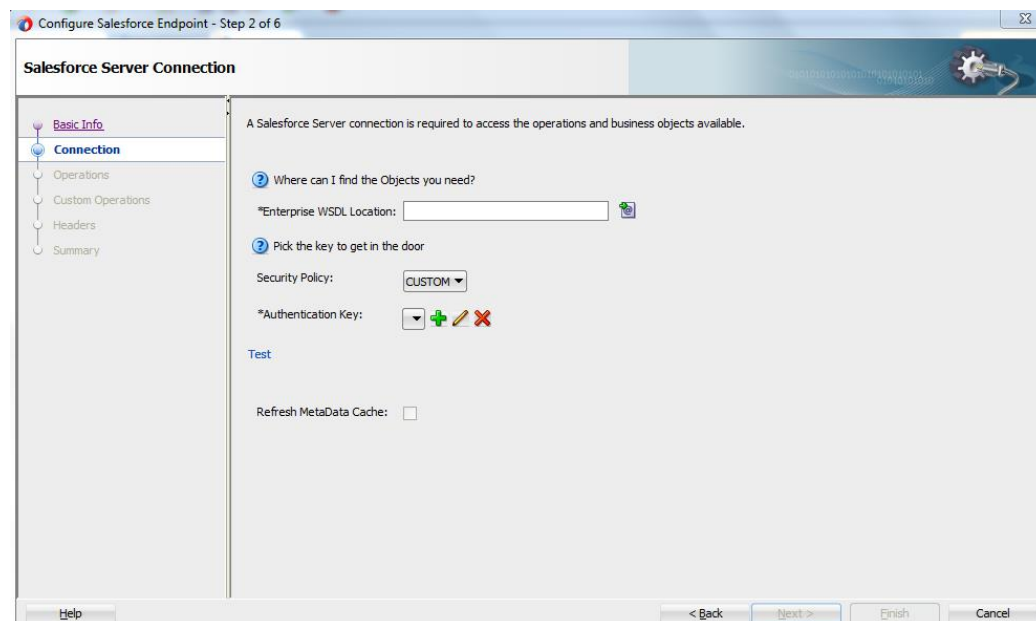 Configure Salesforce Endpoint - Step 2 of 6
Salesforce Server Connection
Basic Info
Connection
Operations
Custom Operations
Headers
Summary
A Salesforce Server connection is required to access the operations and business objects available.
Where can I find the Objects you need?
*Enterprise WSDL Location:
Pick the key to get in the door
Security Policy: CUSTOM
*Authentication Key:
Test
Refresh MetaData Cache:
Help < Back Next > Finish Cancel